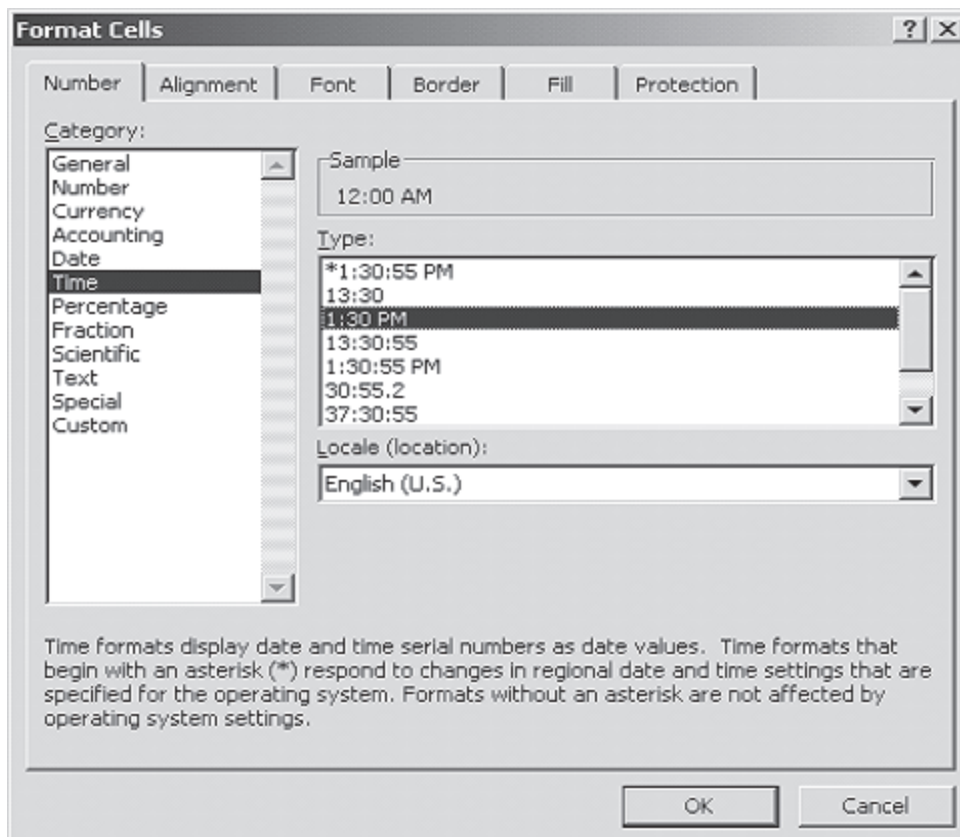 Format Cells
Number Alignment Font Border Fill Protection
Category:
General
Number
Currency
Accounting
Date
Time
Percentage
Fraction
Scientific
Text
Special
Custom
Sample
12:00 AM
Type:
*1:30:55 PM
13:30
1:30 PM
13:30:55
1:30:55 PM
30:55.2
37:30:55
Locale (location):
English (U.S.)
Time formats display date and time serial numbers as date values.  Time formats that
begin with an asterisk (*) respond to changes in regional date and time settings that are
specified for the operating system. Formats without an asterisk are not affected by
operating system settings.
OK Cancel